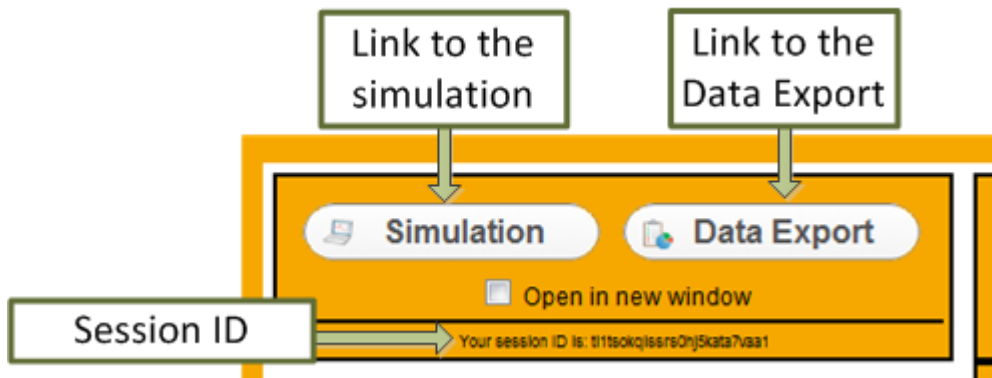 Link to the
simulation
Link to the
Data Export
Simulation
Data Export
Open in new window
Session ID
Your session ID is: